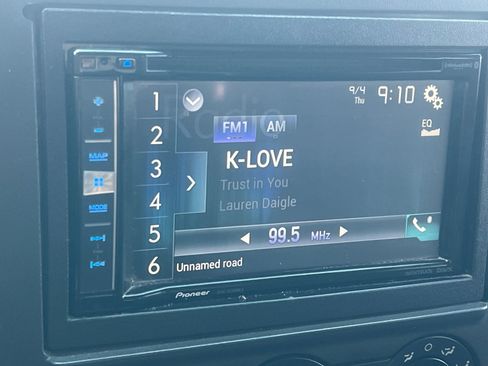 1
2
3
4
5
6
MAP
MODE
Radio
9/4
Thu
9:10
FM1
AM
EQ
K-LOVE
Trust in You
Lauren Daigle
99.5 MHz
Unnamed road
Pioneer